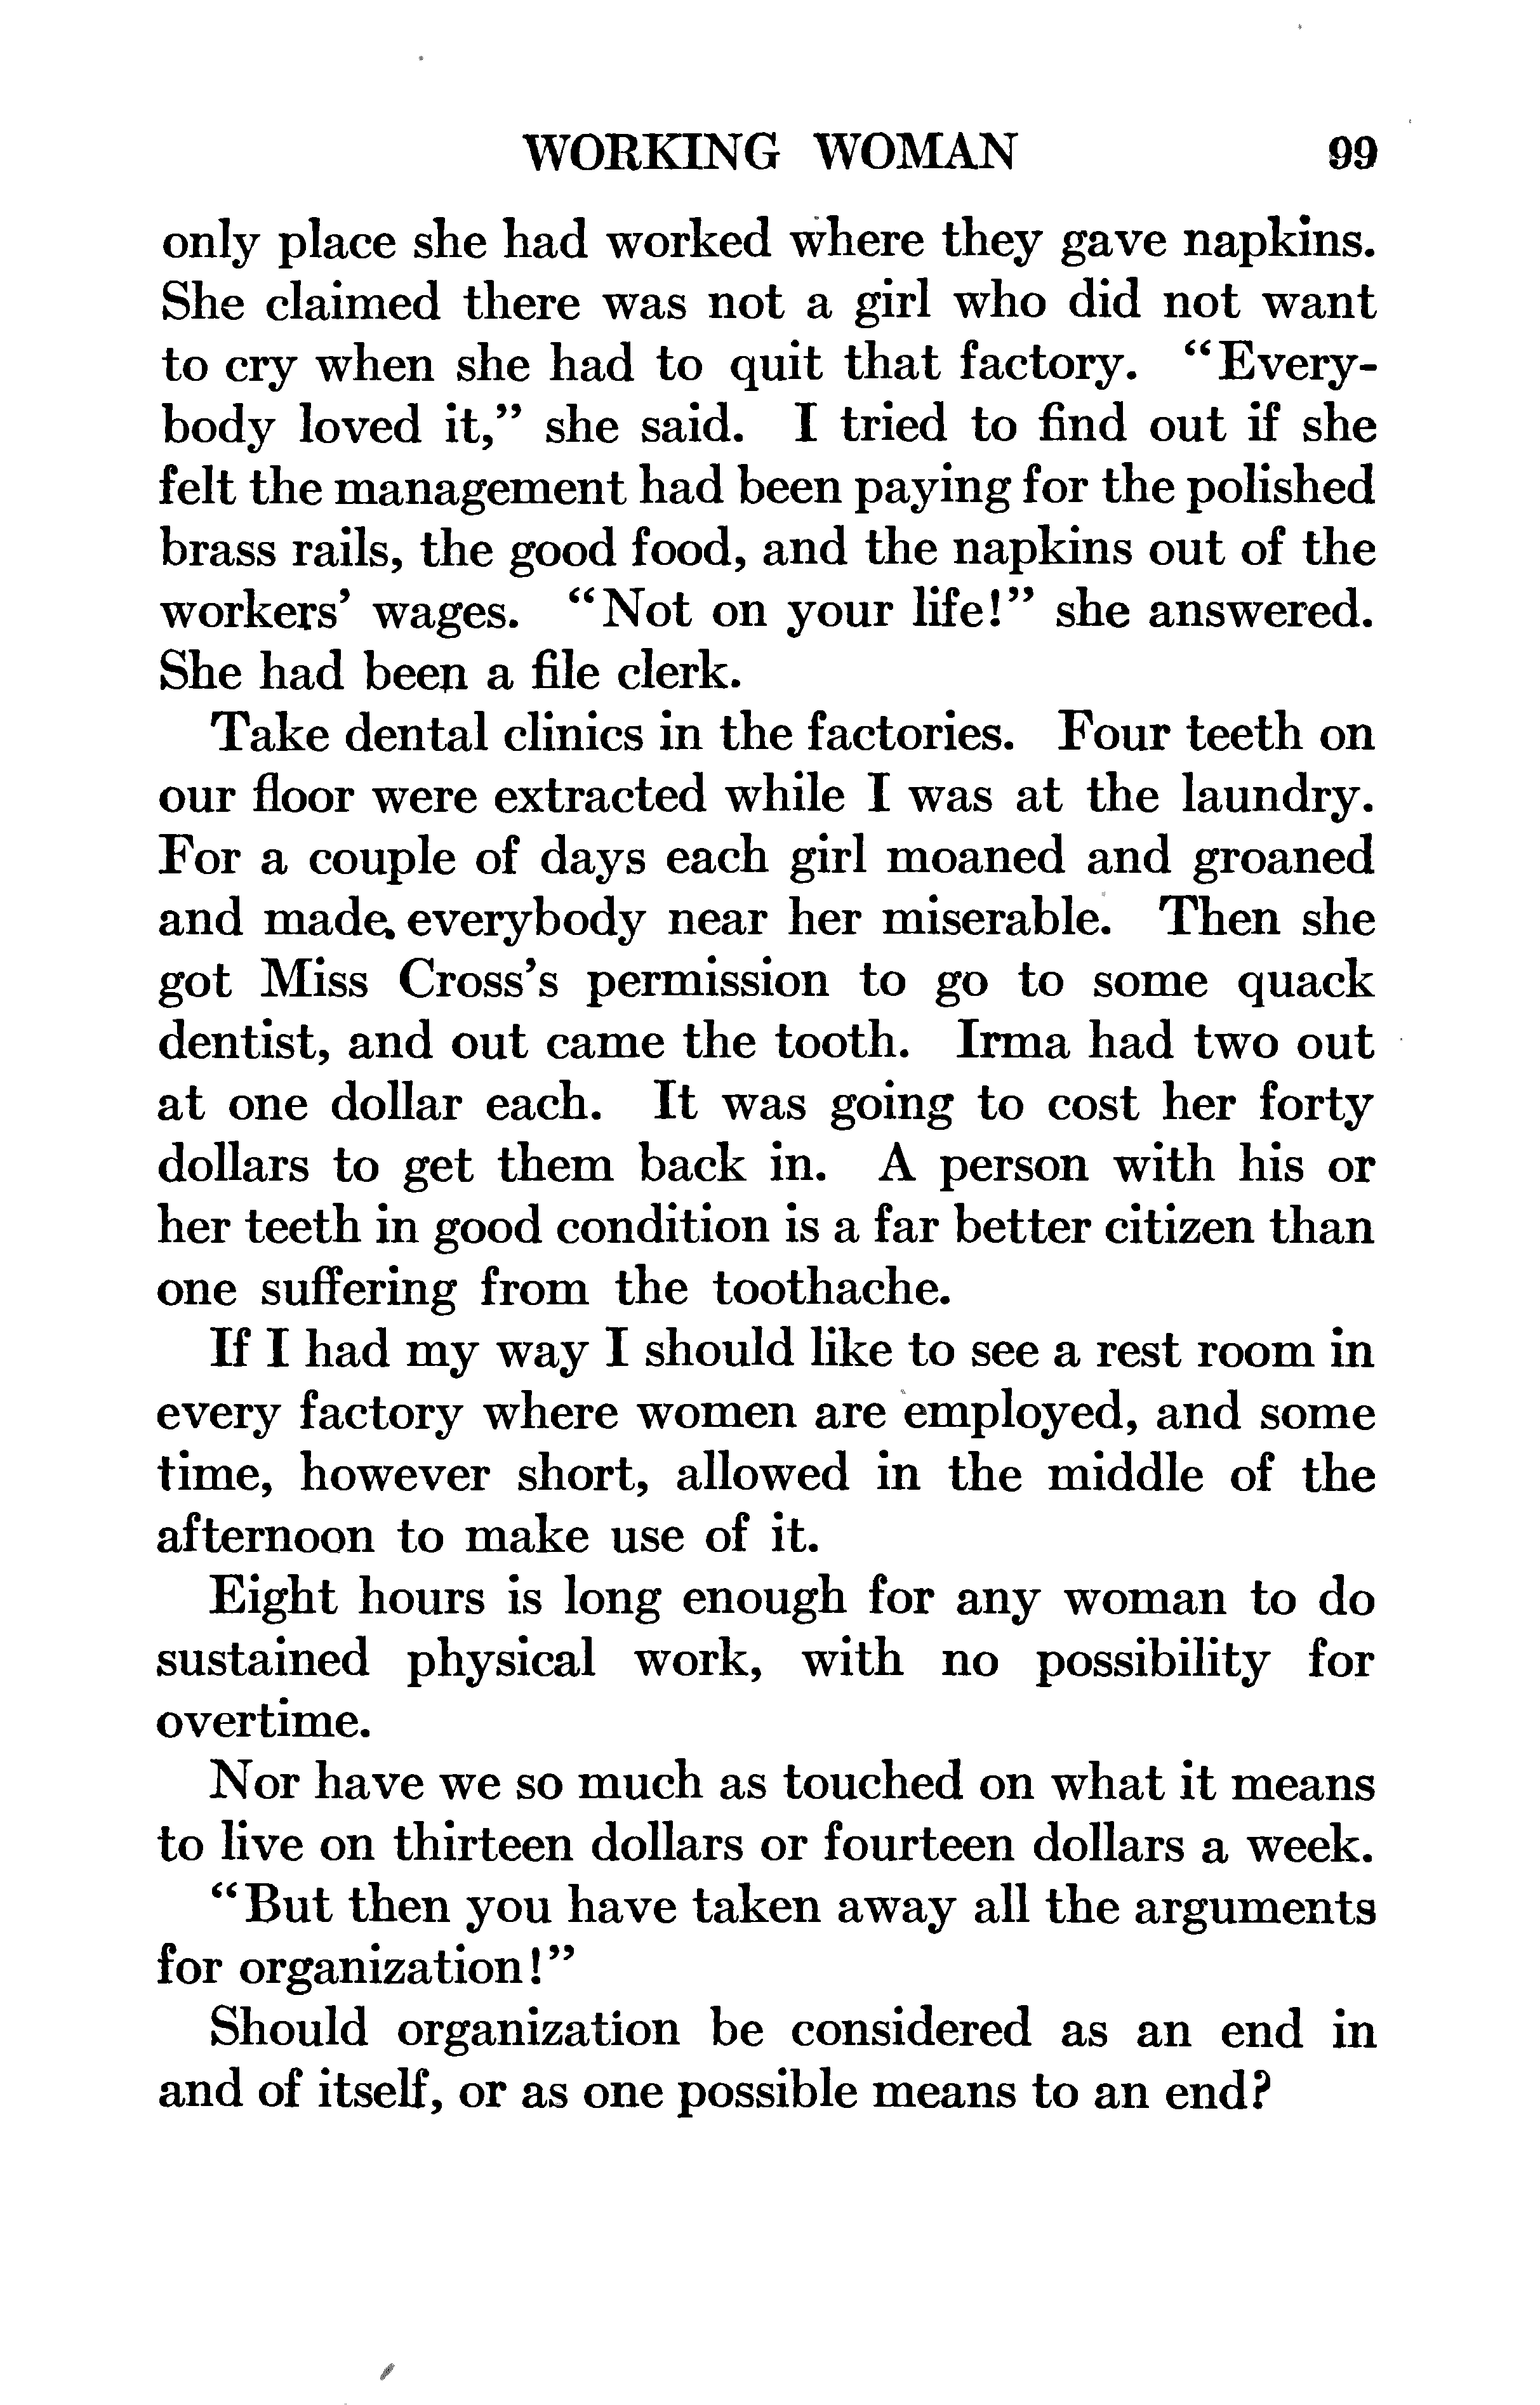 WORKING WOMAN 99
only place she had worked where they gave napkins.
She claimed there was not a girl who did not want
to cry when she had to quit that factory. "Every-
body loved it," she said. I tried to find out if she
felt the management had been paying for the polished
brass rails, the good food, and the napkins out of the
workers' wages. "Not on your life!" she answered.
She had been a file clerk.
Take dental clinics in the factories. Four teeth on
our floor were extracted while I was at the laundry.
For a couple of days each girl moaned and groaned
and made everybody near her miserable. Then she
got Miss Cross's permission to go to some quack
dentist, and out came the tooth. Irma had two out
at one dollar each. It was going to cost her forty
dollars to get them back in. A person with his or
her teeth in good condition is a far better citizen than
one suffering from the toothache.
If I had my way I should like to see a rest room in
every factory where women are employed, and some
time, however short, allowed in the middle of the
afternoon to make use of it.
Eight hours is long enough for any woman to do
sustained physical work, with no possibility for
overtime.
Nor have we so much as touched on what it means
to live on thirteen dollars or fourteen dollars a week.
"But then you have taken away all the arguments
for organization!"
Should organization be considered as an end in
and of itself, or as one possible means to an end?